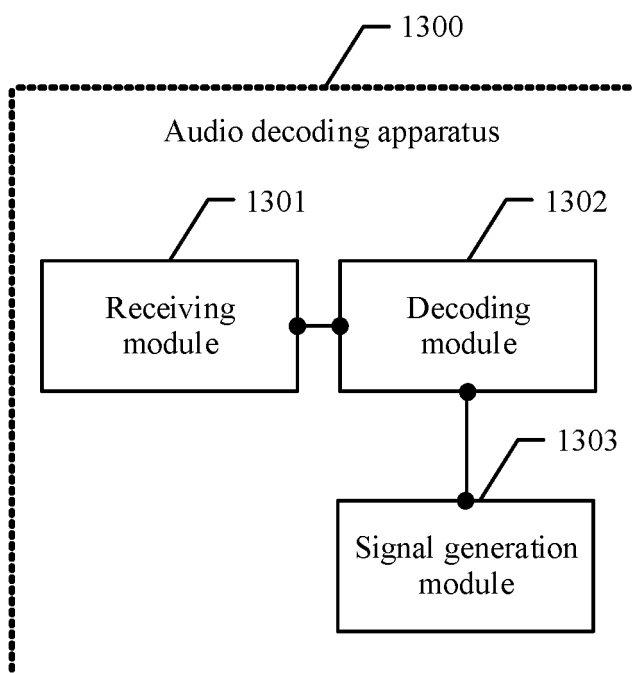 1300
Audio decoding apparatus
1301
1302
Receiving
module
Decoding
module
1303
Signal generation
module